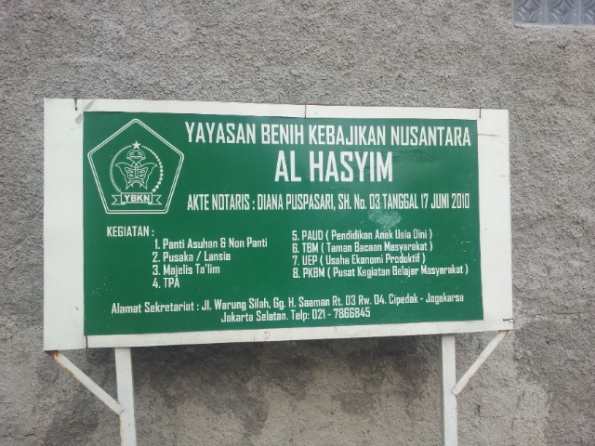 YAYASAN BENIH KEBAJIKAN NUSANTARA
AL HASYIM
AKTE NOTARIS : DIANA PUSPASARI, SH. No. 03 TANGGAL 17 JUNI 2010
YBKN
KEGIATAN :
1. Panti Asuhan & Non Panti
2. Pusaka / Lansia
3. Majelis Ta'lim
4. TPA
5. PAUD ( Pendidikan Anak Usia Dini )
6. TBM ( Taman Bacaan Masyarakat )
7. UEP ( Usaha Ekonomi Produktif )
8. PKBM ( Pusat Kegiatan Belajar Masyarakat )
Alamat Sekretariat : Jl. Warung Silah, Gg. H. Saaman Rt. 03 Rw. 04. Cipedak - Jagekarsa
Jakarta Selatan. Telp: 021 - 7866845